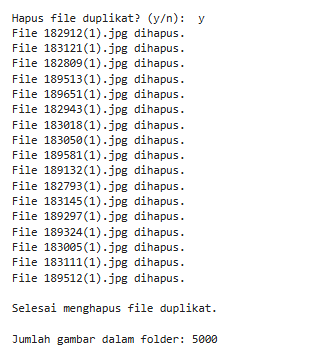 Hapus file duplikat? (y/n):  y
File 182912(1).jpg dihapus.
File 183121(1).jpg dihapus.
File 182809(1).jpg dihapus.
File 189513(1).jpg dihapus.
File 189651(1).jpg dihapus.
File 182943(1).jpg dihapus.
File 183018(1).jpg dihapus.
File 183050(1).jpg dihapus.
File 189581(1).jpg dihapus.
File 189132(1).jpg dihapus.
File 182793(1).jpg dihapus.
File 183145(1).jpg dihapus.
File 189297(1).jpg dihapus.
File 189324(1).jpg dihapus.
File 183005(1).jpg dihapus.
File 183111(1).jpg dihapus.
File 189512(1).jpg dihapus.
Selesai menghapus file duplikat.
Jumlah gambar dalam folder: 5000